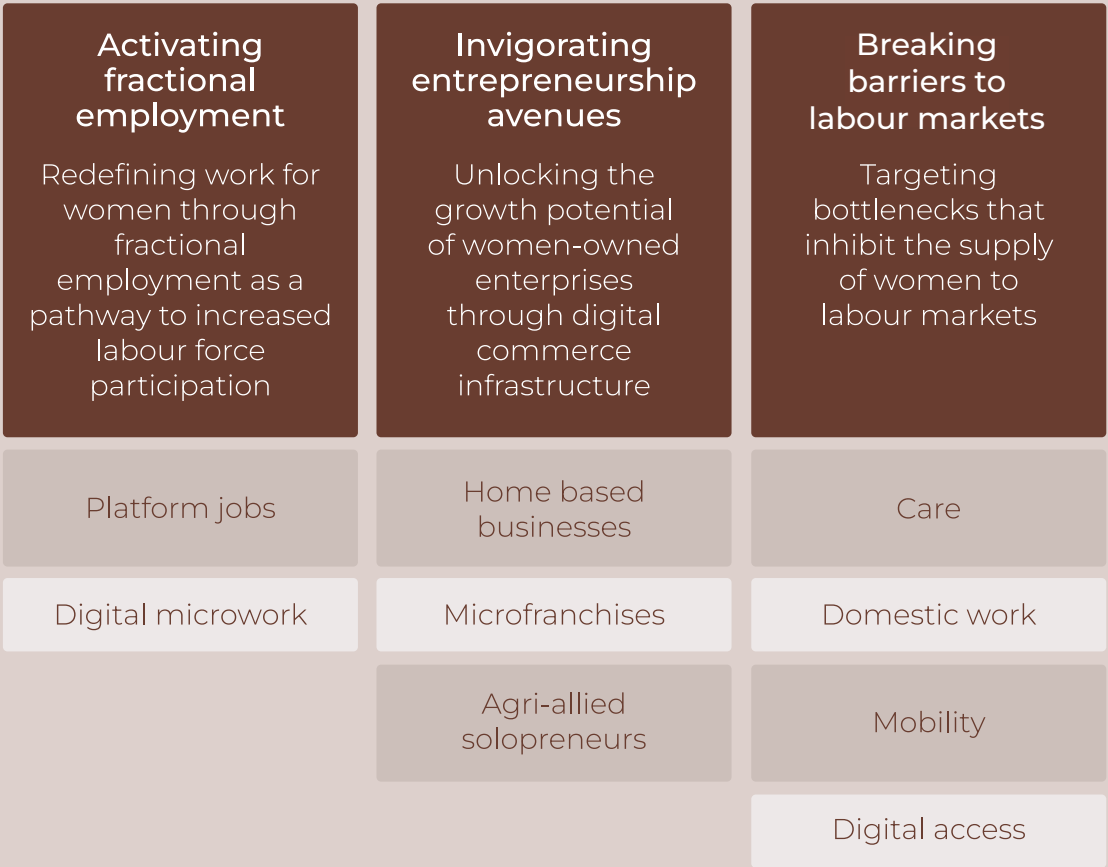 Activating
fractional
employment
Redefining work for
women through
fractional
employment as a
pathway to increased
labour force
participation
Platform jobs
Digital microwork
Invigorating
entrepreneurship
avenues
Unlocking the
growth potential
of women-owned
enterprises
through digital
commerce
infrastructure
Home based
businesses
Microfranchises
Agri-allied
solopreneurs
Breaking
barriers to
labour markets
Targeting
bottlenecks that
inhibit the supply
of women to
labour markets
Care
Domestic work
Mobility
Digital access